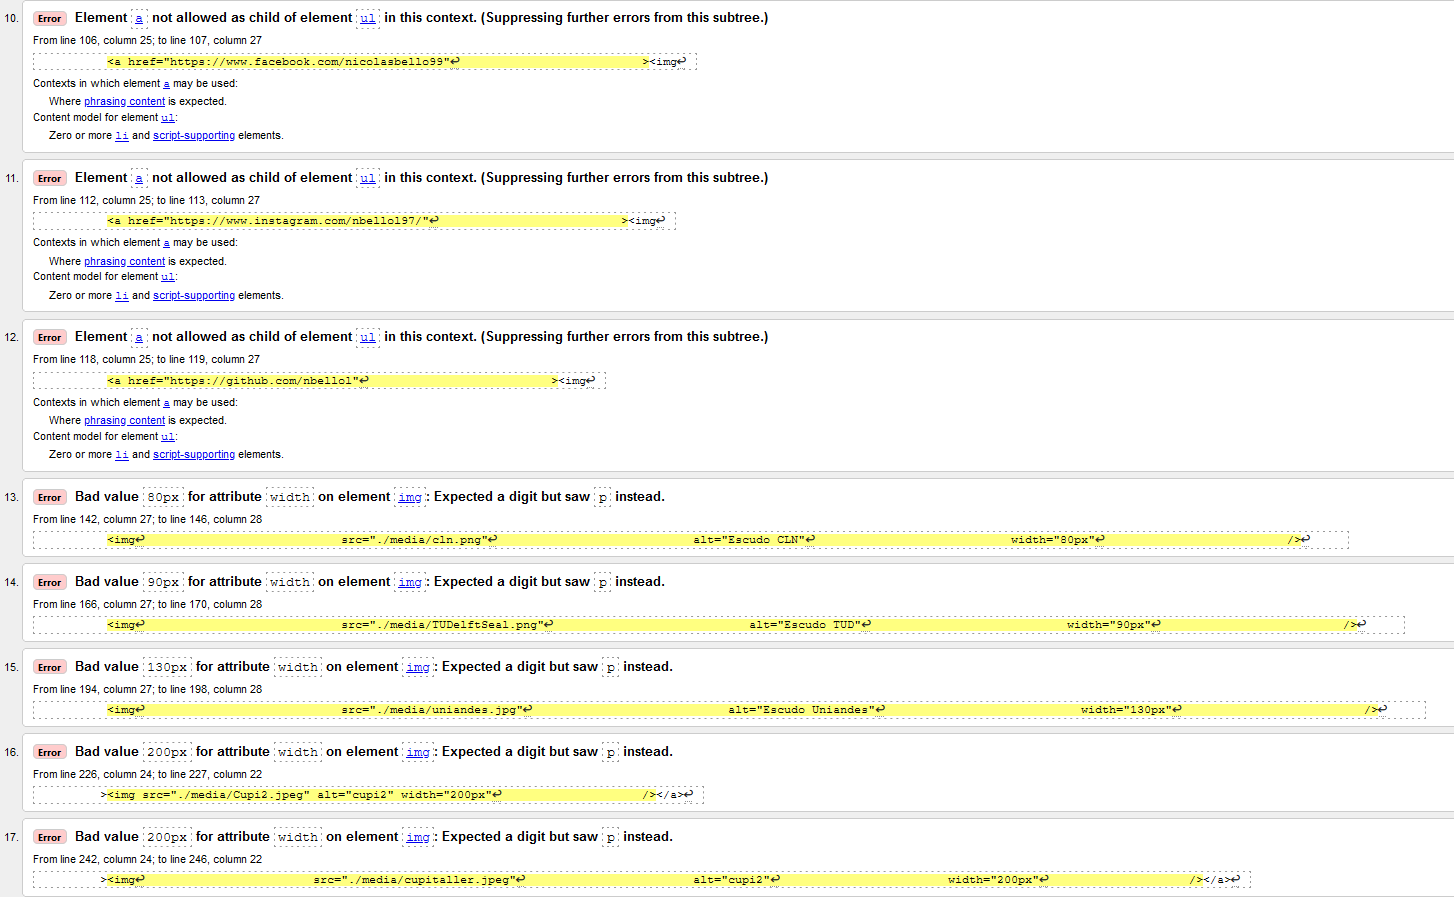 10. Error Element a not allowed as child of element ul in this context. (Suppressing further errors from this subtree.)
From line 106, column 25; to line 107, column 27
<a href="https://www.facebook.com/nicolasbello99"↩ ><img↩
Contexts in which element a may be used:
Where phrasing content is expected.
Content model for element ul:
Zero or more li and script-supporting elements.
11. Error Element a not allowed as child of element ul in this context. (Suppressing further errors from this subtree.)
From line 112, column 25; to line 113, column 27
<a href="https://www.instagram.com/nbellol97/"↩ ><img↩
Contexts in which element a may be used:
Where phrasing content is expected.
Content model for element ul:
Zero or more li and script-supporting elements.
12. Error Element a not allowed as child of element ul in this context. (Suppressing further errors from this subtree.)
From line 118, column 25; to line 119, column 27
<a href="https://github.com/nbellol"↩ ><img↩
Contexts in which element a may be used:
Where phrasing content is expected.
Content model for element ul:
Zero or more li and script-supporting elements.
13. Error Bad value 80px for attribute width on element img: Expected a digit but saw p instead.
From line 142, column 27; to line 146, column 28
<img↩ src="./media/cln.png"↩ alt="Escudo CLN"↩ width="80px"↩ />↩
14. Error Bad value 90px for attribute width on element img: Expected a digit but saw p instead.
From line 166, column 27; to line 170, column 28
<img↩ src="./media/TUDelftSeal.png"↩ alt="Escudo TUD"↩ width="90px"↩ />↩
15. Error Bad value 130px for attribute width on element img: Expected a digit but saw p instead.
From line 194, column 27; to line 198, column 28
<img↩ src="./media/uniandes.jpg"↩ alt="Escudo Uniandes"↩ width="130px"↩ />↩
16. Error Bad value 200px for attribute width on element img: Expected a digit but saw p instead.
From line 226, column 24; to line 227, column 22
><img src="./media/Cupi2.jpeg" alt="cupi2" width="200px"↩ /></a>↩
17. Error Bad value 200px for attribute width on element img: Expected a digit but saw p instead.
From line 242, column 24; to line 246, column 22
><img↩ src="./media/cupitaller.jpeg"↩ alt="cupi2"↩ width="200px"↩ /></a>↩